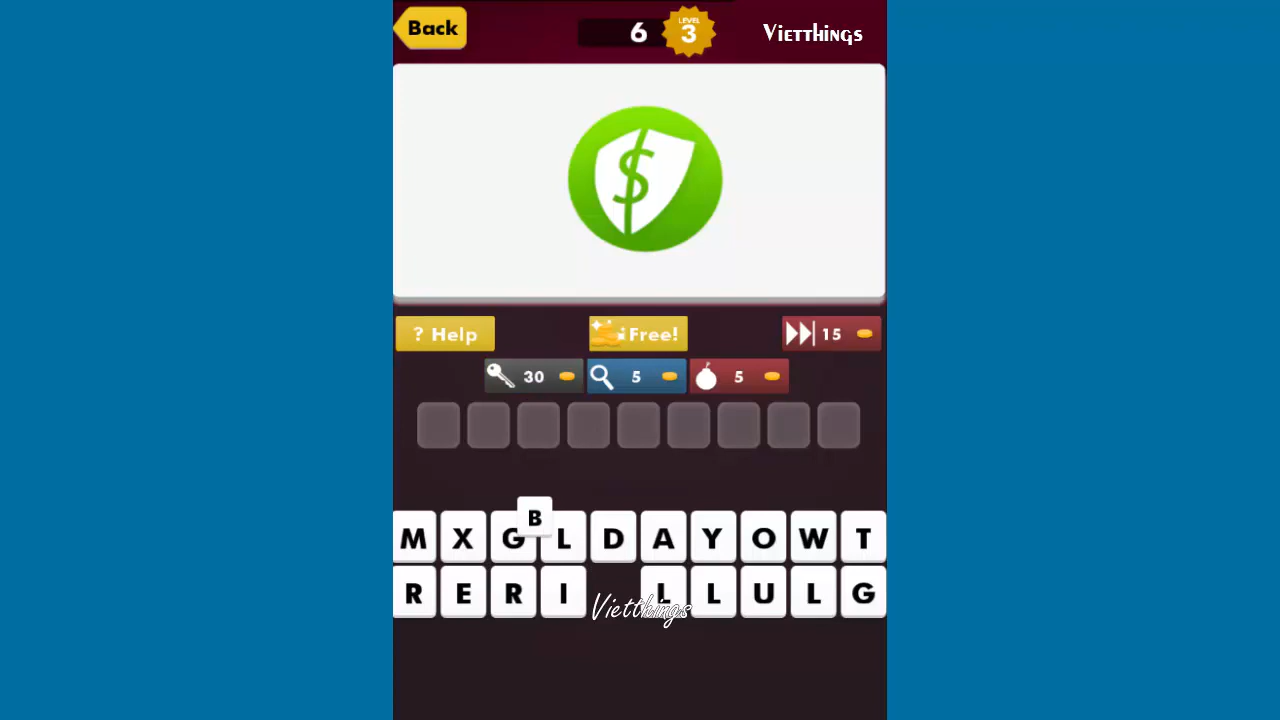 Back
6
LEVEL
3
Vietthings
$
? Help
Free!
15
30
5
5
B
M X G L D A Y O W T
R E R I L L U L G
Vietthings